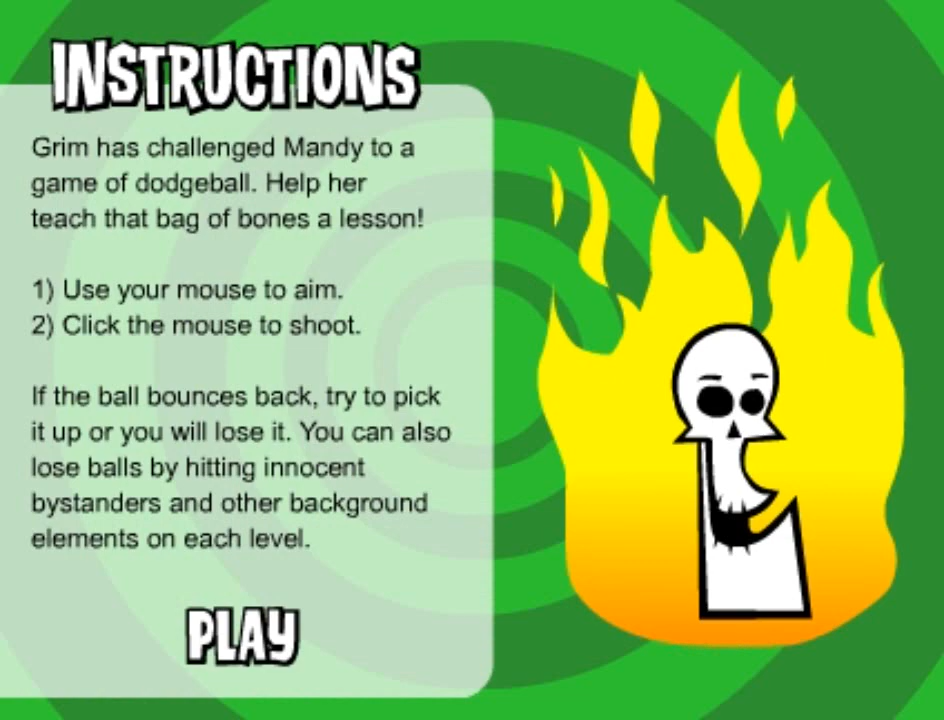 INSTRUCTIONS
Grim has challenged Mandy to a
game of dodgeball. Help her
teach that bag of bones a lesson!
1) Use your mouse to aim.
2) Click the mouse to shoot.
If the ball bounces back, try to pick
it up or you will lose it. You can also
lose balls by hitting innocent
bystanders and other background
elements on each level.
PLAY